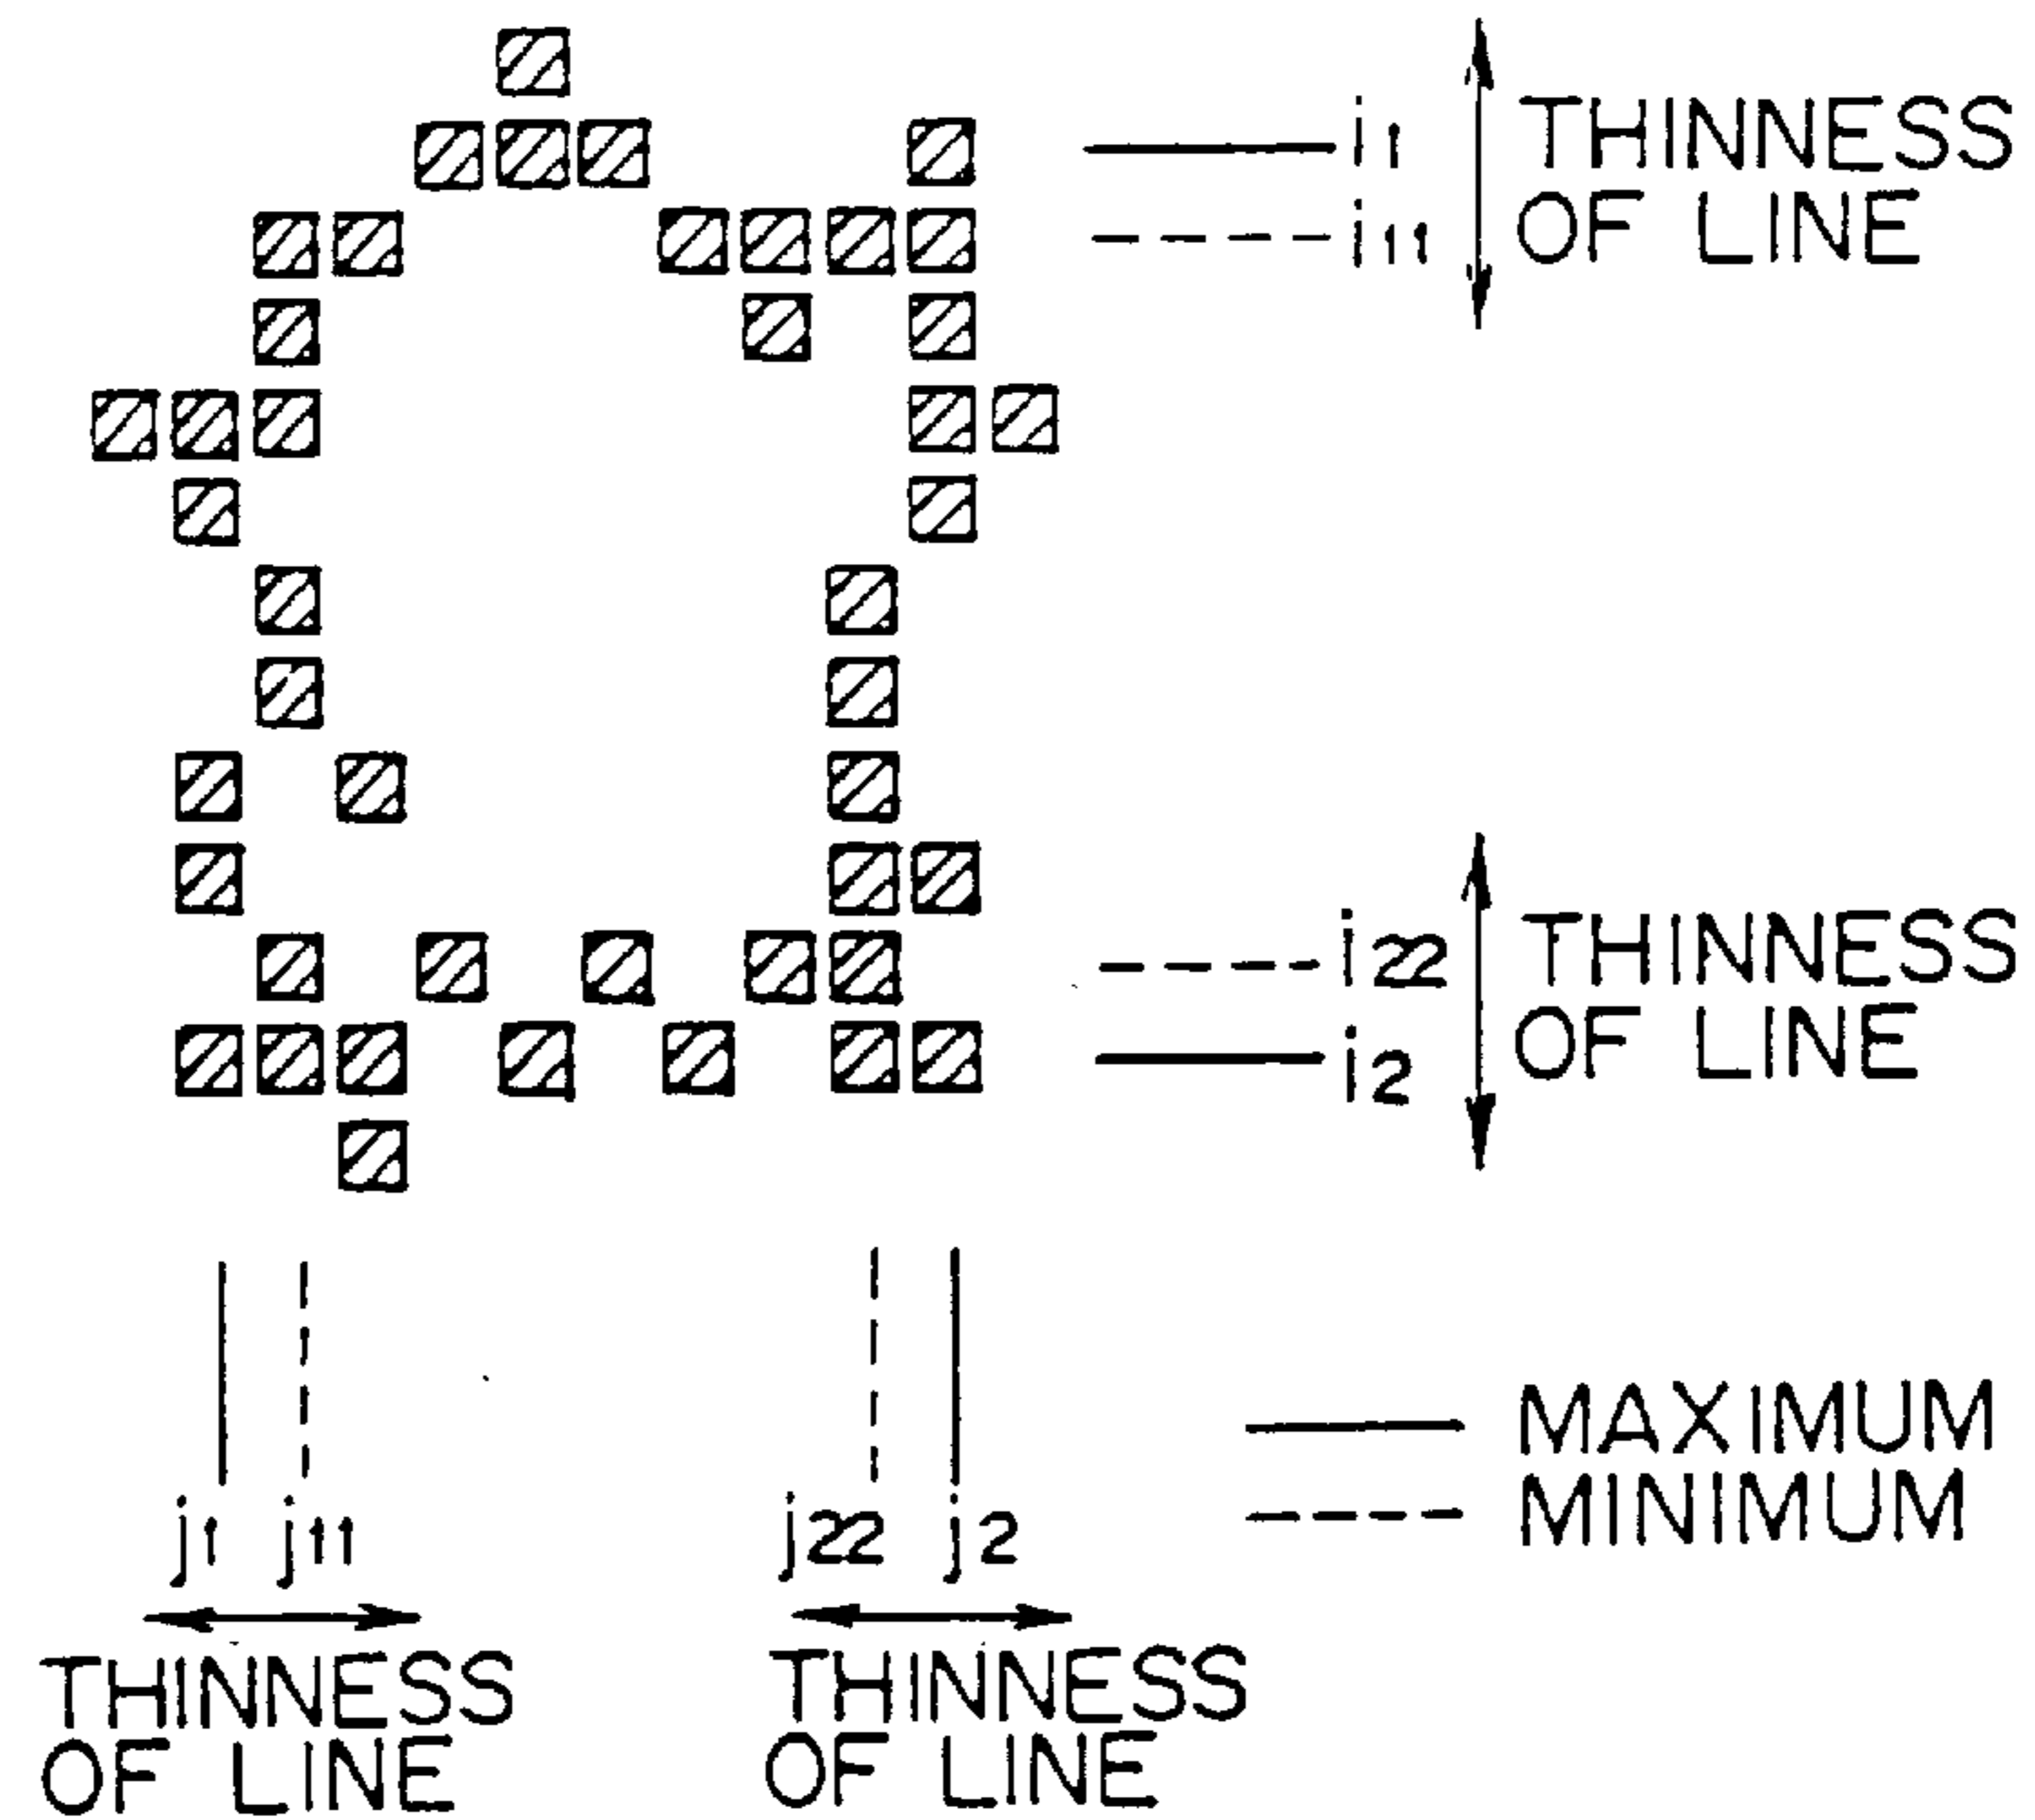 i1
THINNESS
i11
OF LINE
i22
THINNESS
i2
OF LINE
MAXIMUM
MINIMUM
j1 j11 j22 j2
THINNESS THINNESS
OF LINE OF LINE